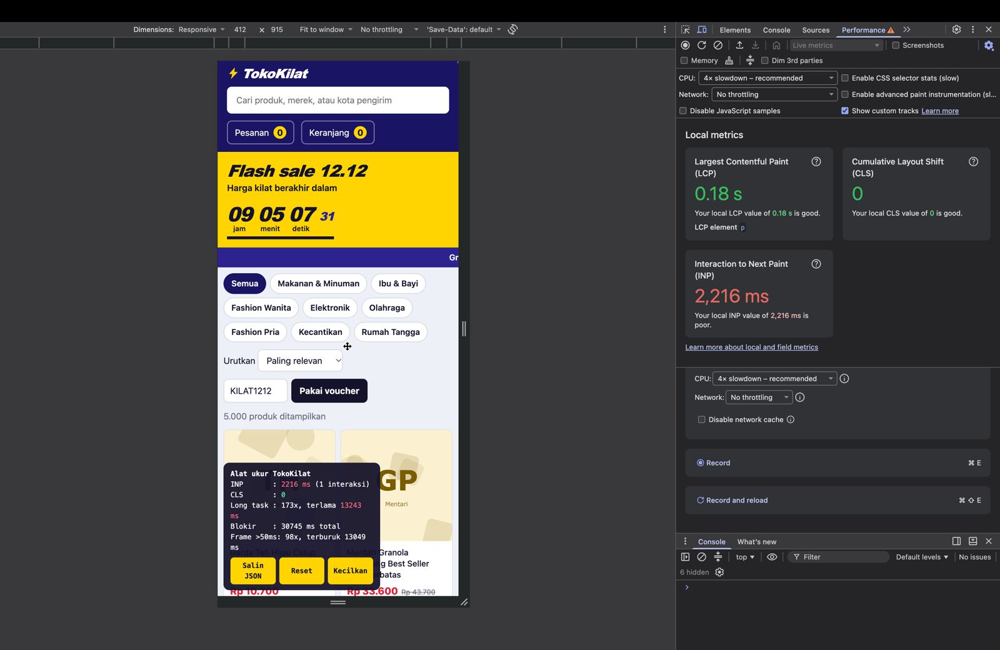 Dimensions: Responsive 412 × 915 Fit to window No throttling 'Save-Data': default
TokoKilat
Cari produk, merek, atau kota pengirim
Pesanan 0 Keranjang 0
Flash sale 12.12
Harga kilat berakhir dalam
09 05 07 31
jam menit detik
Gr
Semua Makanan & Minuman Ibu & Bayi
Fashion Wanita Elektronik Olahraga
Fashion Pria Kecantikan Rumah Tangga
Urutkan Paling relevan
KILAT1212 Pakai voucher
5.000 produk ditampilkan
GP
Mentari
Alat ukur TokoKilat
INP : 2216 ms (1 interaksi)
CLS : 0
Long task : 173x, terlama 13243
ms
Blokir : 30745 ms total
Frame >50ms: 98x, terburuk 13049
ms
Garda Teh Hijau Celup
Mentari Granola
g Best Seller
batas
Salin
JSON
Reset
Kecilkan
Rp 10.700
Rp 33.600 Rp 43.700
Elements Console Sources Performance
Live metrics Screenshots
Memory Dim 3rd parties
CPU: 4× slowdown – recommended Enable CSS selector stats (slow)
Network: No throttling Enable advanced paint instrumentation (sl...
Disable JavaScript samples Show custom tracks Learn more
Local metrics
Largest Contentful Paint
(LCP)
0.18 s
Your local LCP value of 0.18 s is good.
LCP element p
Cumulative Layout Shift
(CLS)
0
Your local CLS value of 0 is good.
Interaction to Next Paint
(INP)
2,216 ms
Your local INP value of 2,216 ms is
poor.
Learn more about local and field metrics
CPU: 4× slowdown – recommended
Network: No throttling
Disable network cache
Record ⌘ E
Record and reload ⌘ ⇧ E
Console What's new
top Filter Default levels No issues
6 hidden